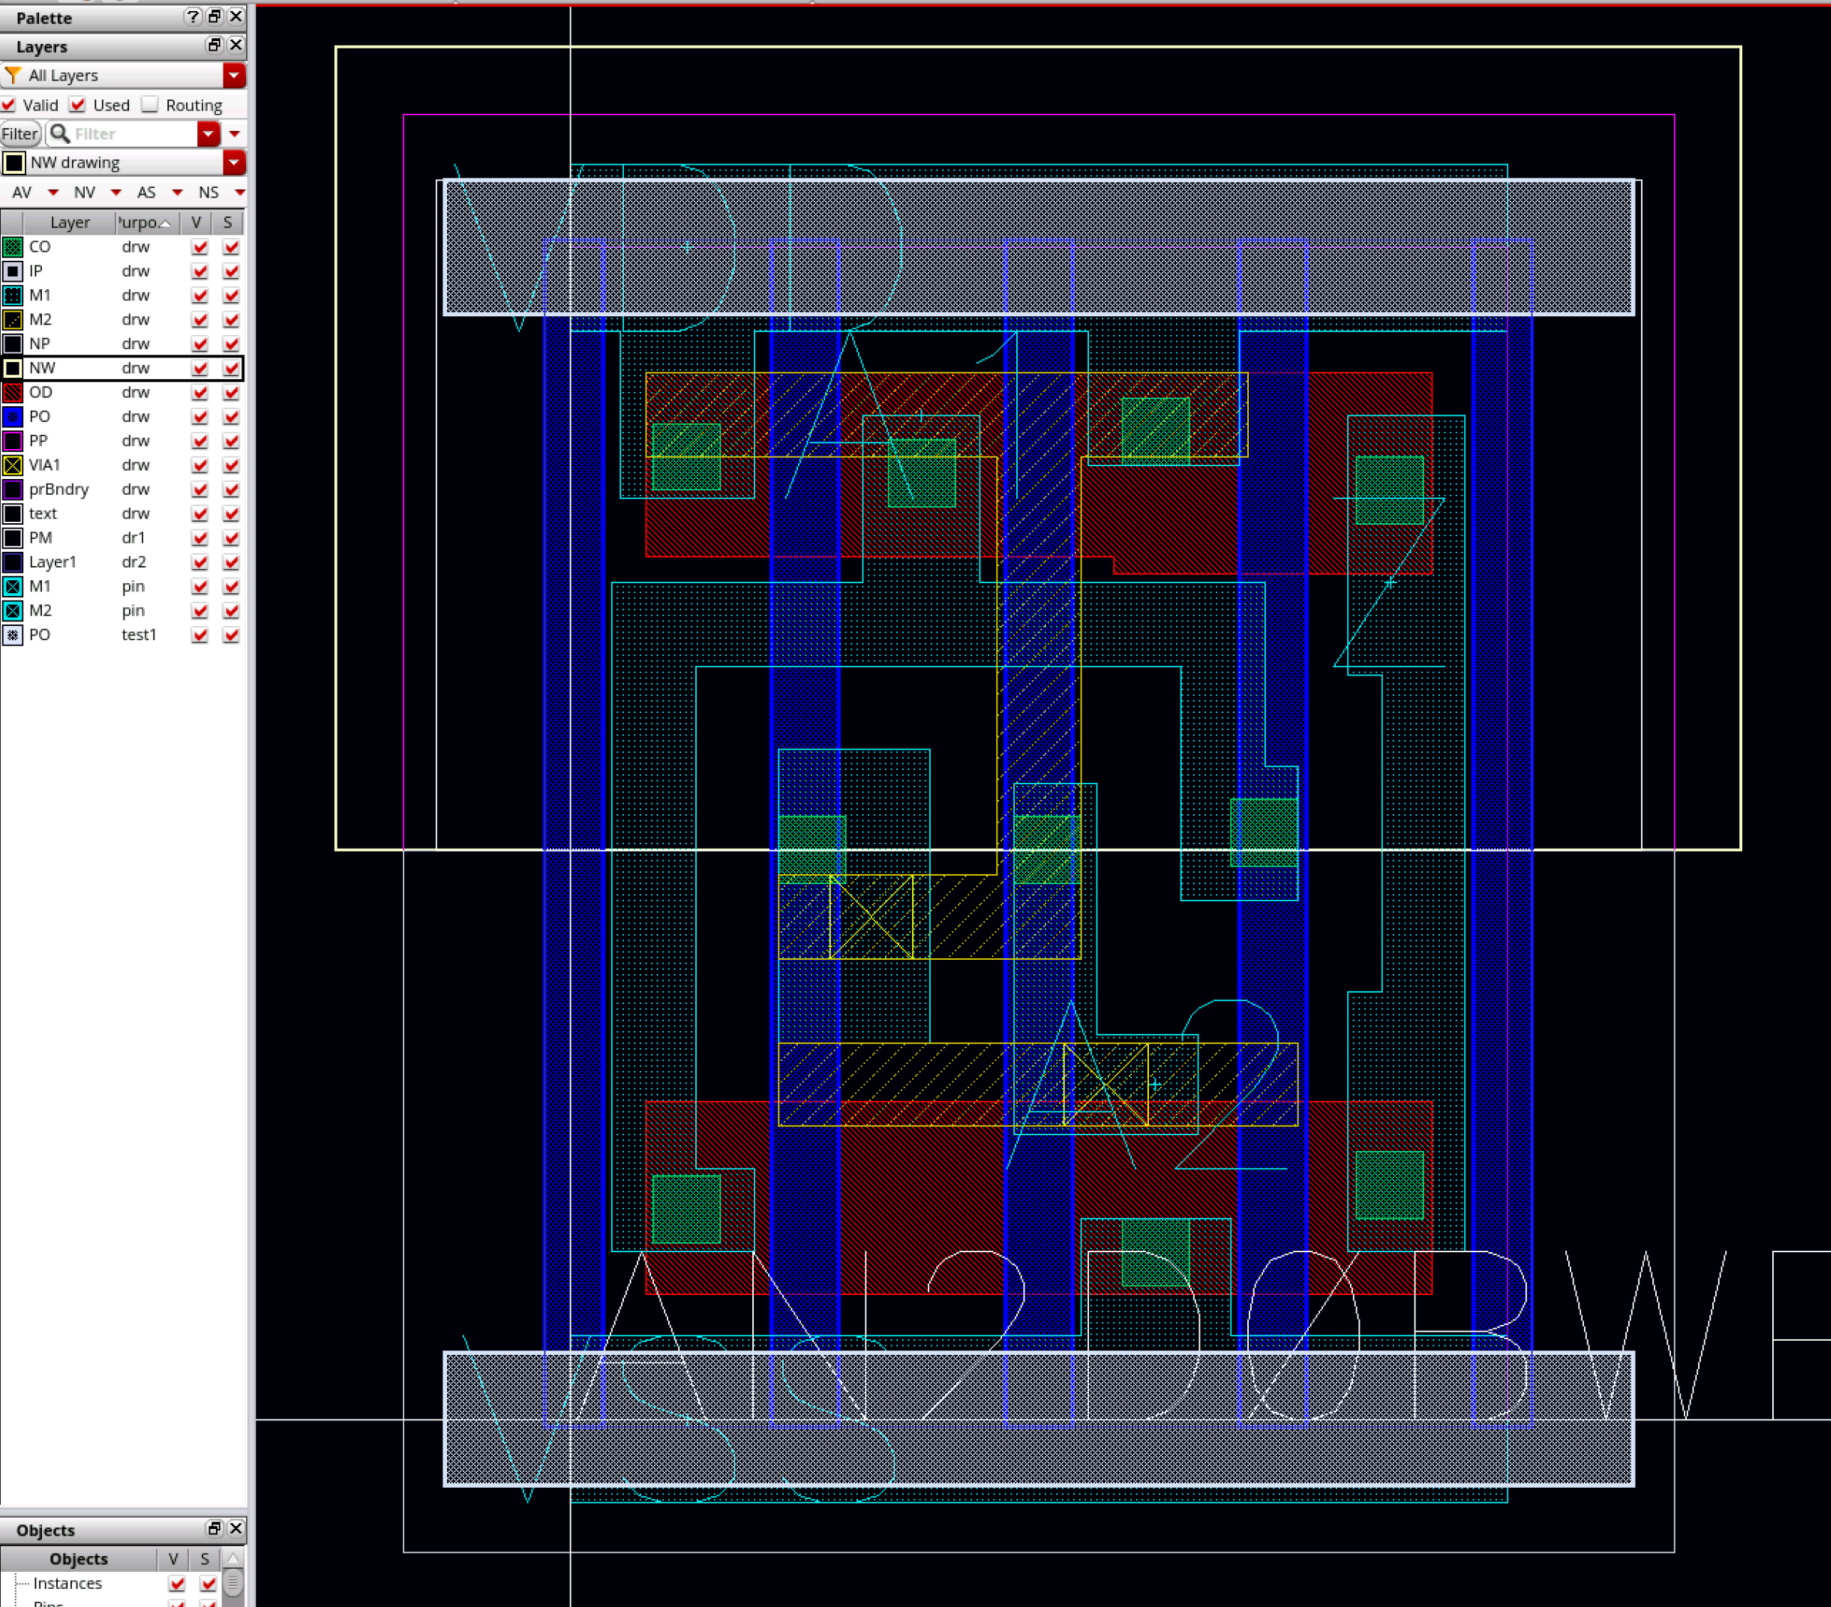 Palette ?
Layers
All Layers
Valid Used Routing
Filter Filter
NW drawing
AV NV AS NS
Layer Purpo V S
CO drw
IP drw
M1 drw
M2 drw
NP drw
NW drw
OD drw
PO drw
PP drw
VIA1 drw
prBndry drw
text drw
PM dr1
Layer1 dr2
M1 pin
M2 pin
PO test1
Objects
Objects V S
Instances
Pins
VDD
A1
Z
A2
AN2D0BWP
VSS